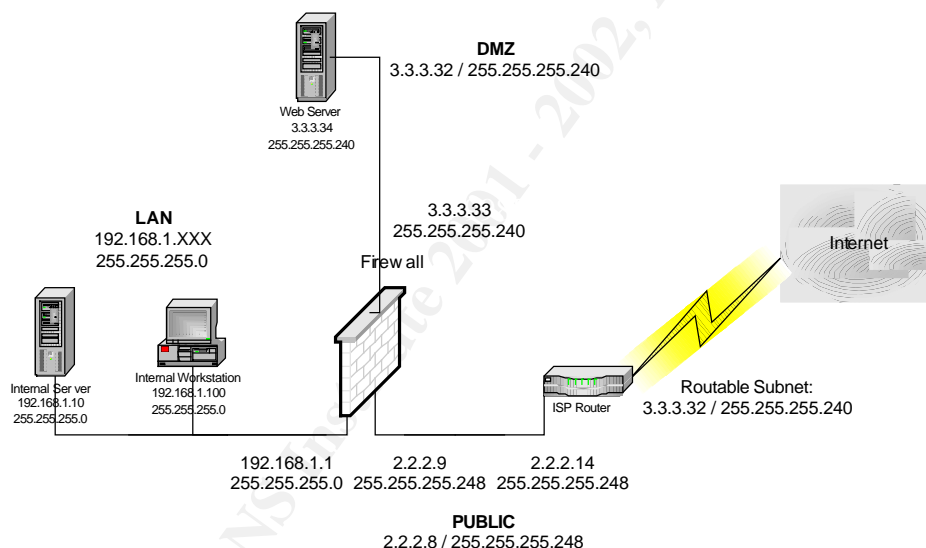 DMZ
3.3.3.32 / 255.255.255.240
Web Server
3.3.3.34
255.255.255.240
3.3.3.33
255.255.255.240
LAN
192.168.1.XXX
255.255.255.0
Firew all
Internet
Internal Ser ver
192.168.1.10
255.255.255.0
Internal Workstation
192.168.1.100
255.255.255.0
ISP Router
Routable Subnet:
3.3.3.32 / 255.255.255.240
192.168.1.1
255.255.255.0
2.2.2.9
255.255.255.248
2.2.2.14
255.255.255.248
PUBLIC
2.2.2.8 / 255.255.255.248
2001 - 2002,